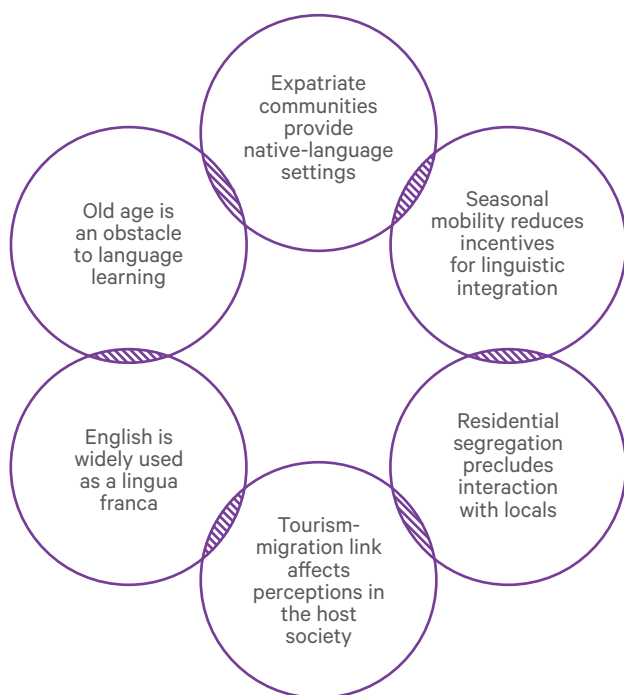 Expatriate
communities
provide
native-language
settings
Seasonal
mobility reduces
incentives
for linguistic
integration
Residential
segregation
precludes
interaction
with locals
Tourism-
migration link
affects
perceptions in
the host
society
English is
widely used
as a lingua
franca
Old age is
an obstacle
to language
learning